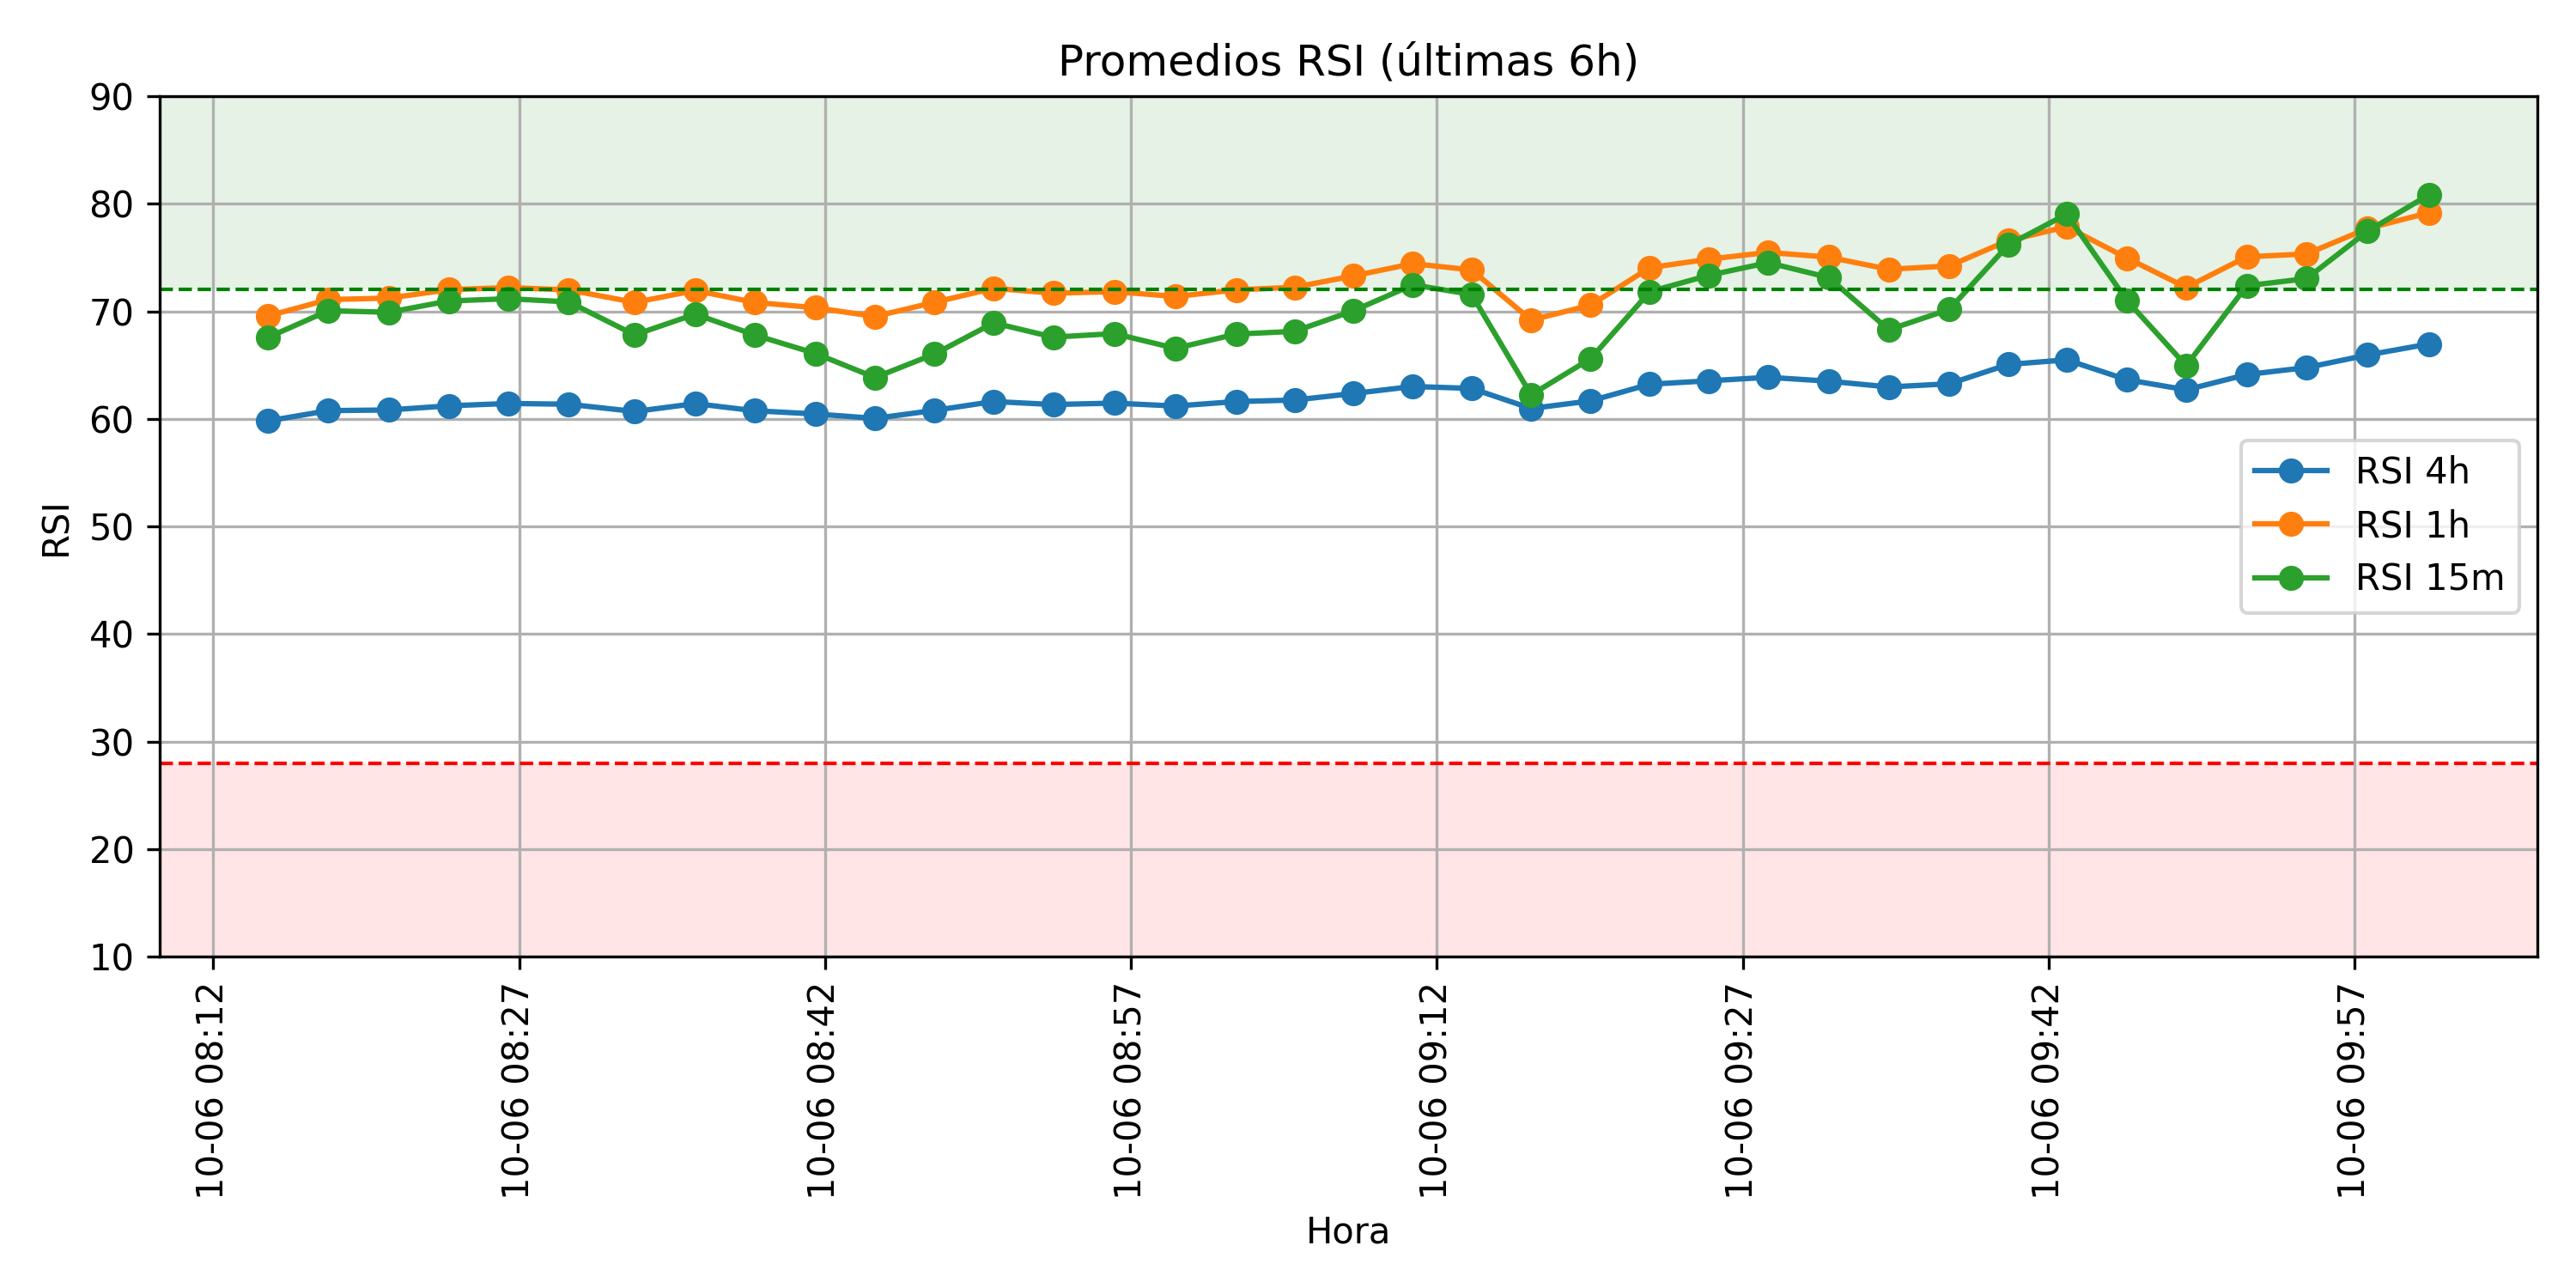 Promedios RSI (últimas 6h)
RSI
90
80
70
60
50
40
30
20
10
RSI 4h
RSI 1h
RSI 15m
10-06 08:12
10-06 08:27
10-06 08:42
10-06 08:57
10-06 09:12
10-06 09:27
10-06 09:42
10-06 09:57
Hora